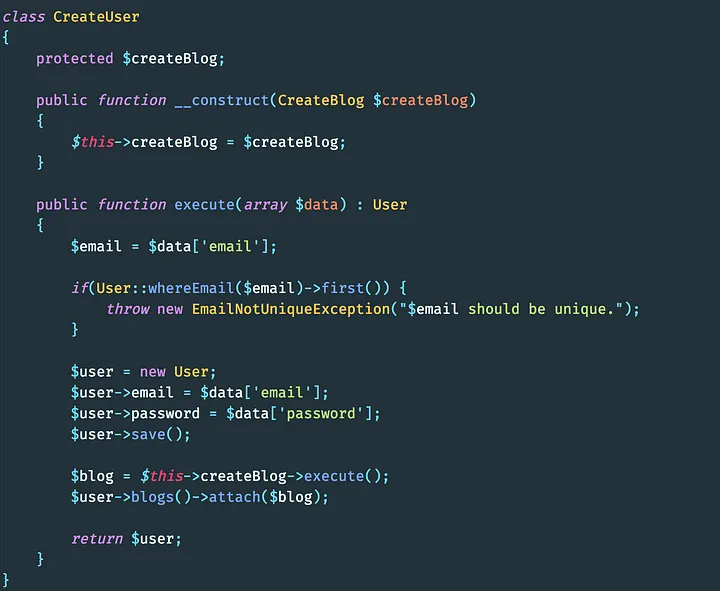 class CreateUser
{
    protected $createBlog;

    public function __construct(CreateBlog $createBlog)
    {
        $this->createBlog = $createBlog;
    }

    public function execute(array $data) : User
    {
        $email = $data['email'];

        if(User::whereEmail($email)->first()) {
            throw new EmailNotUniqueException("$email should be unique.");
        }

        $user = new User;
        $user->email = $data['email'];
        $user->password = $data['password'];
        $user->save();

        $blog = $this->createBlog->execute();
        $user->blogs()->attach($blog);

        return $user;
    }
}